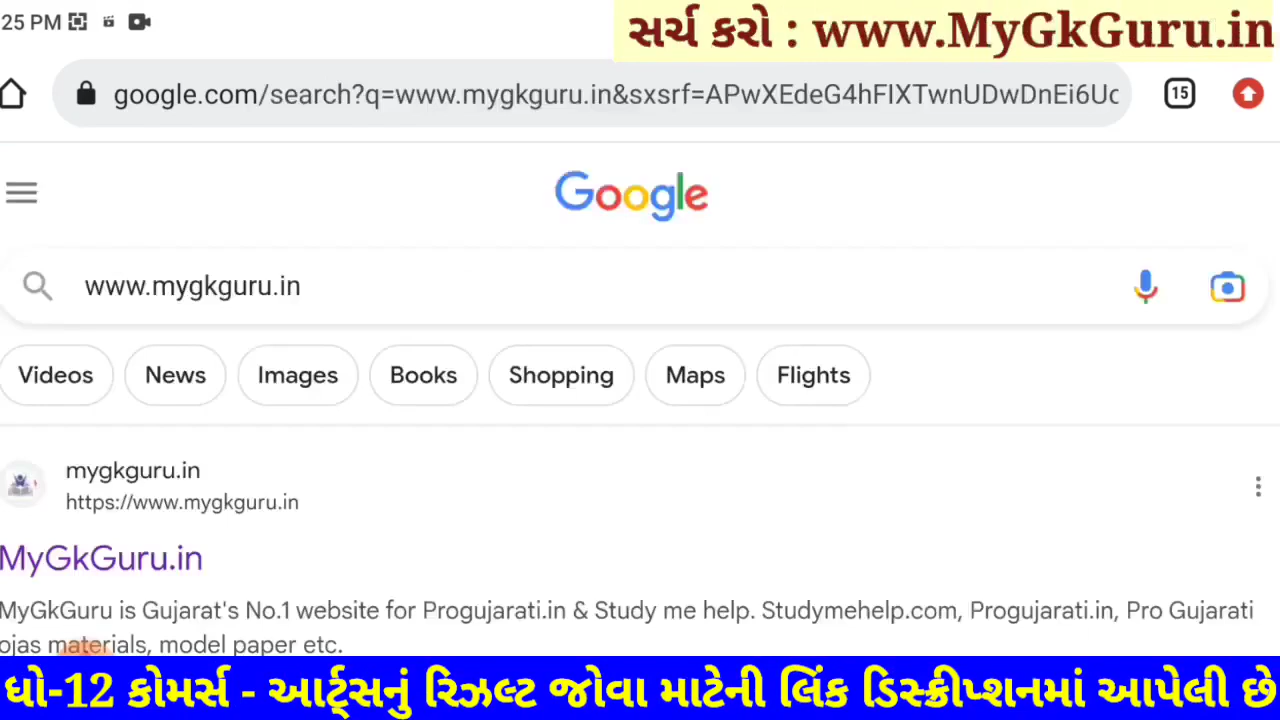 25 PM
સર્ચ કરો : www.MyGkGuru.in
google.com/search?q=www.mygkguru.in&sxsrf=APwXEdeG4hFIXTwnUDwDnEi6Uc
15
Google
www.mygkguru.in
Videos News Images Books Shopping Maps Flights
mygkguru.in
https://www.mygkguru.in
MyGkGuru.in
MyGkGuru is Gujarat's No.1 website for Progujarati.in & Study me help. Studymehelp.com, Progujarati.in, Pro Gujarati
ojas materials, model paper etc.
ધો-12 કોમર્સ - આર્ટ્સનું રિઝલ્ટ જોવા માટેની લિંક ડિસ્ક્રીપ્શનમાં આપેલી છે